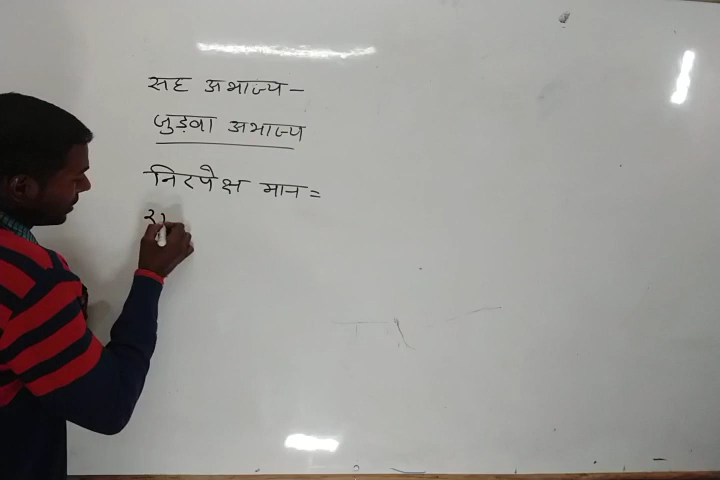 सह अभाज्य –
जुड़वा अभाज्य
निरपेक्ष मान =